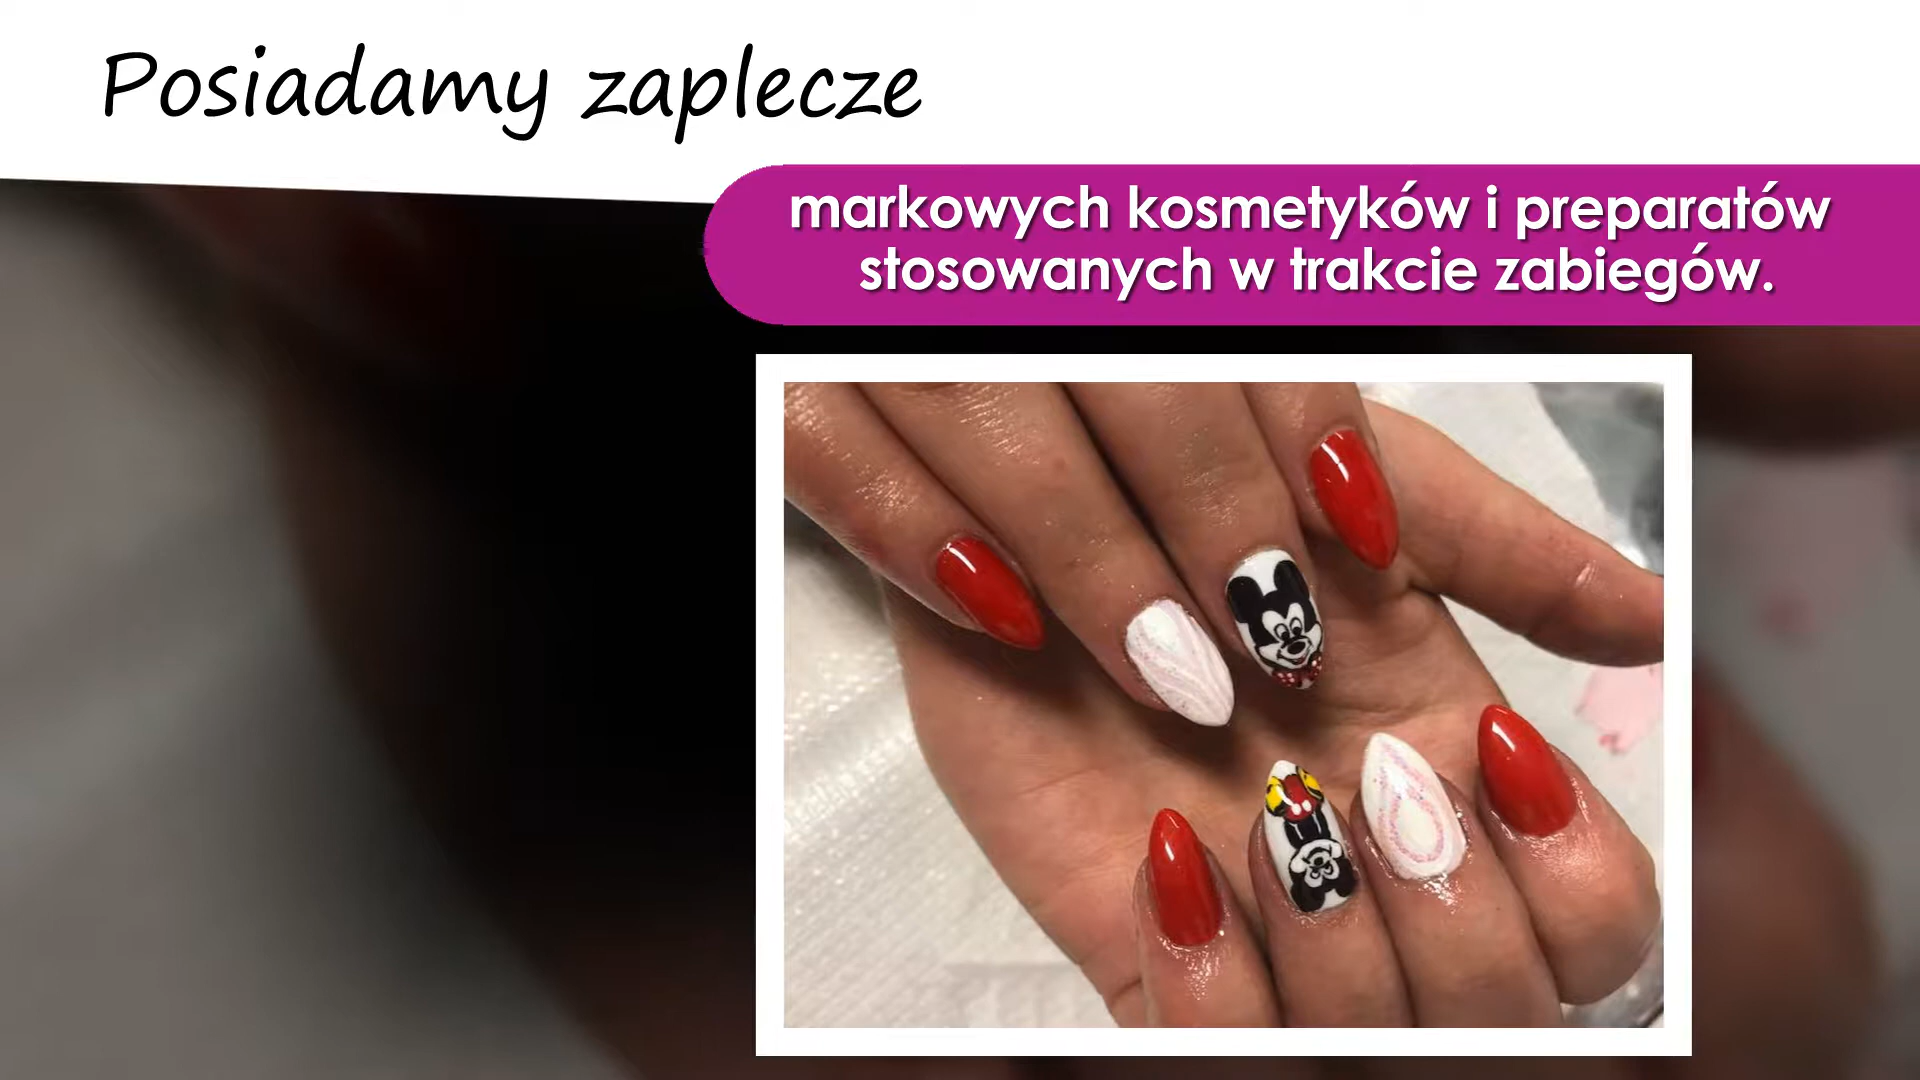 Posiadamy zaplecze
markowych kosmetyków i preparatów
stosowanych w trakcie zabiegów.